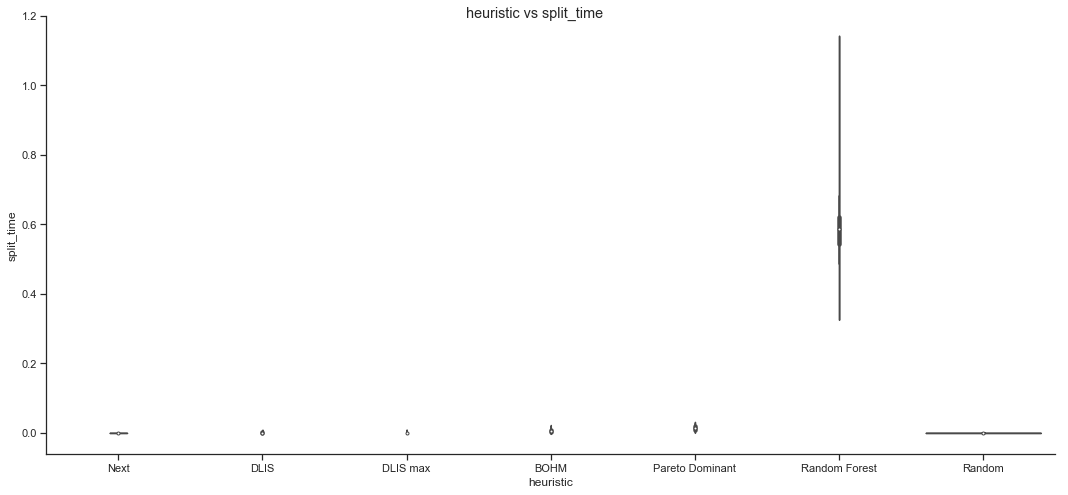 heuristic vs split_time
1.2
1.0
0.8
0.6
0.4
0.2
0.0
split_time
Next DLIS DLIS max BOHM Pareto Dominant Random Forest Random
heuristic